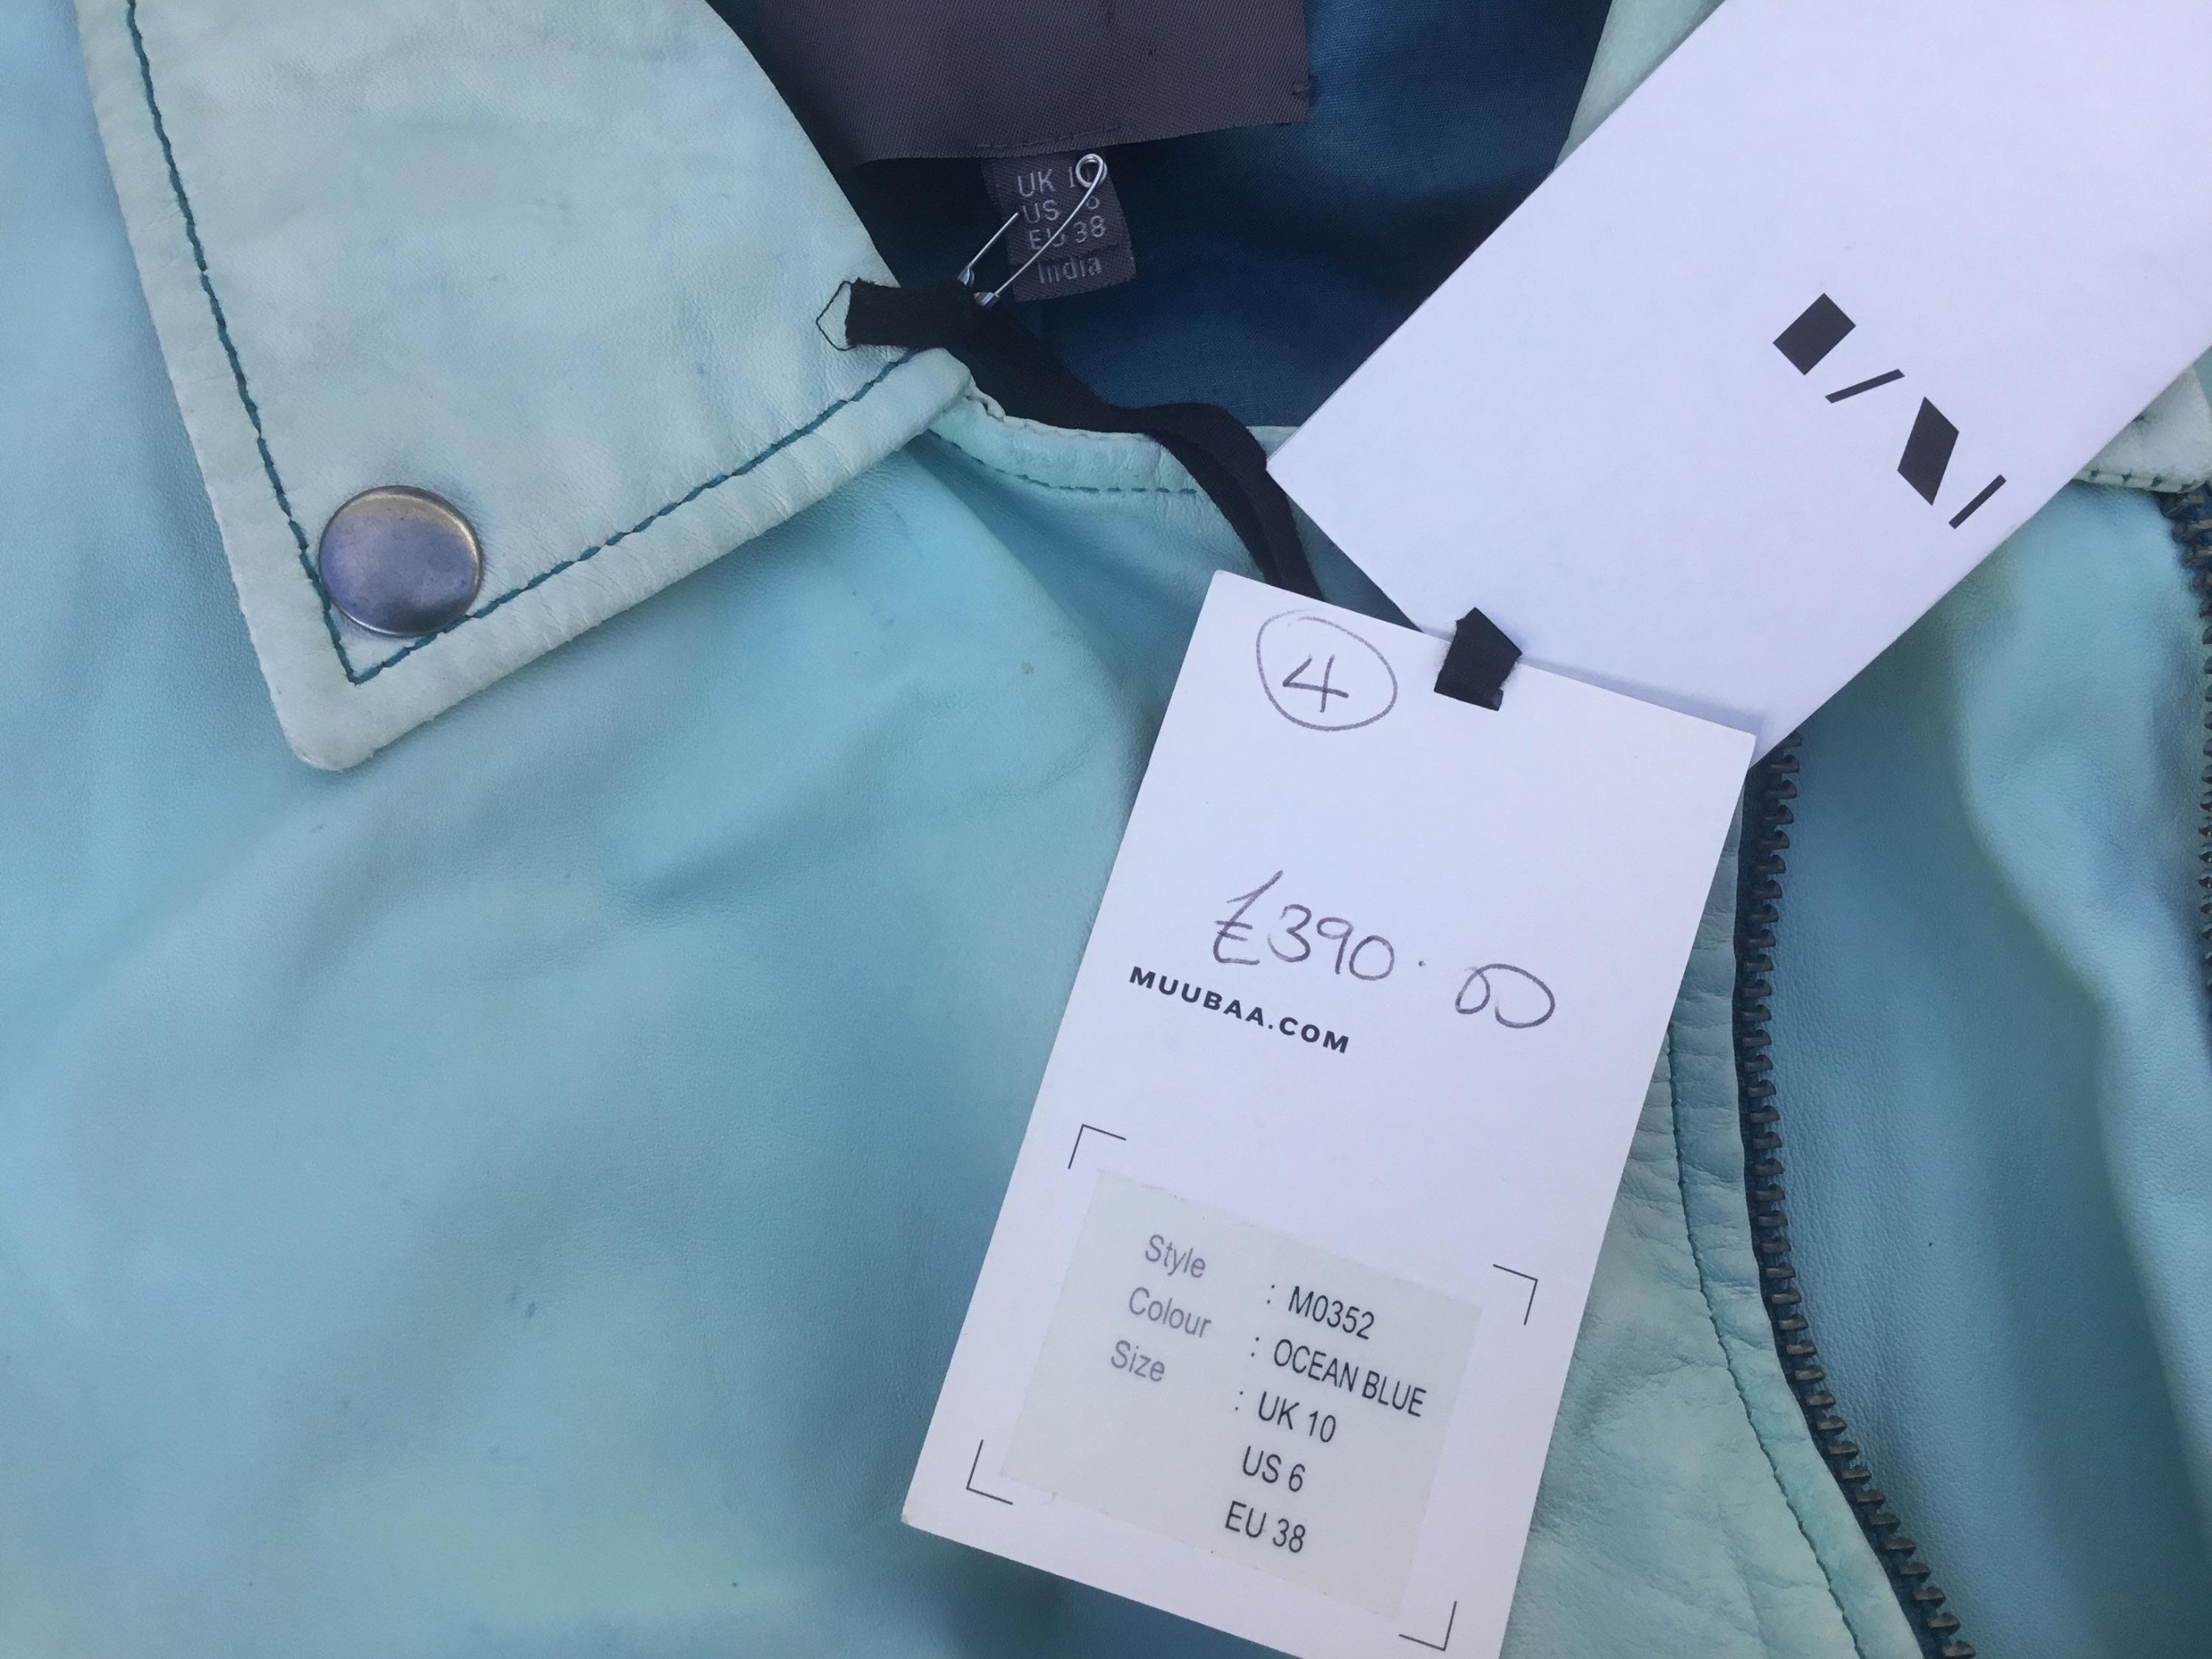 UK 10
US 6
EU 38
India
4
£390.00
MUUBAA.COM
Style : M0352
Colour : OCEAN BLUE
Size : UK 10
US 6
EU 38